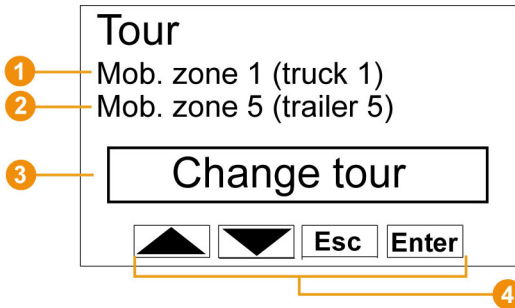 Tour
1 Mob. zone 1 (truck 1)
2 Mob. zone 5 (trailer 5)
3 Change tour
Esc Enter
4